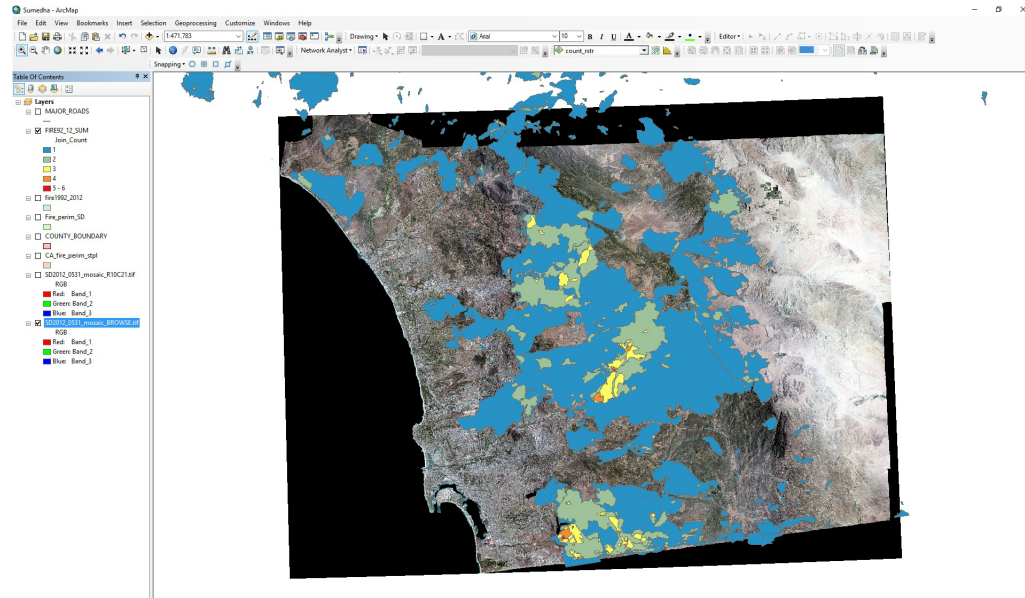 Sumedha - ArcMap
File Edit View Bookmarks Insert Selection Geoprocessing Customize Windows Help
1:471,783 Drawing Arial 10 B I U A Editor
Network Analyst count_rstr
Snapping
Table Of Contents
Layers
MAJOR_ROADS
FIRE92_12_SUM
Join_Count
1
2
3
4
5 - 6
fire1992_2012
Fire_perim_SD
COUNTY_BOUNDARY
CA_fire_perim_stpl
SD2012_0531_mosaic_R10C21.tif
RGB
Red: Band_1
Green: Band_2
Blue: Band_3
SD2012_0531_mosaic_BROWSE.tif
RGB
Red: Band_1
Green: Band_2
Blue: Band_3